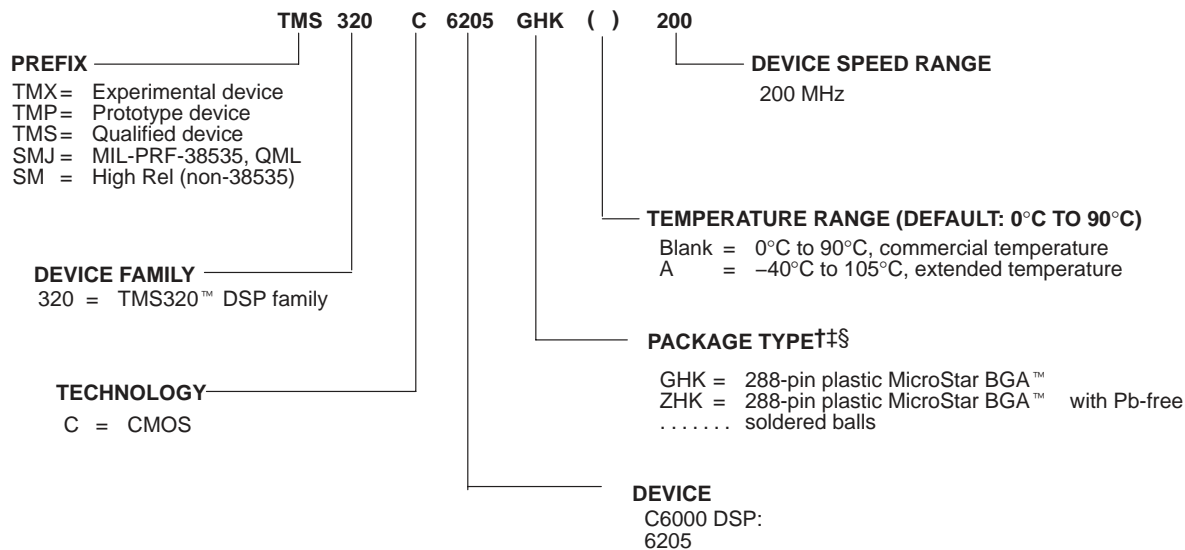 TMS 320 C 6205 GHK ( ) 200
PREFIX
TMX = Experimental device
TMP = Prototype device
TMS = Qualified device
SMJ = MIL-PRF-38535, QML
SM = High Rel (non-38535)
DEVICE SPEED RANGE
200 MHz
TEMPERATURE RANGE (DEFAULT: 0°C TO 90°C)
Blank = 0°C to 90°C, commercial temperature
A = −40°C to 105°C, extended temperature
DEVICE FAMILY
320 = TMS320™ DSP family
PACKAGE TYPE†‡§
GHK = 288-pin plastic MicroStar BGA™
ZHK = 288-pin plastic MicroStar BGA™ with Pb-free
. . . . . . . soldered balls
TECHNOLOGY
C = CMOS
DEVICE
C6000 DSP:
6205